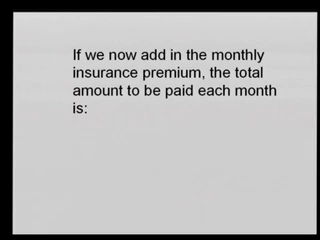 If we now add in the monthly
insurance premium, the total
amount to be paid each month
is: